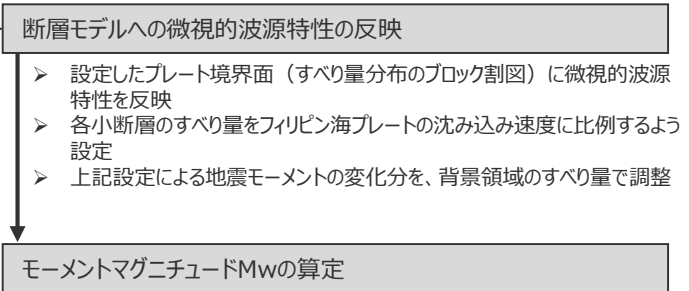 断層モデルへの微視的波源特性の反映
➢ 設定したプレート境界面（すべり量分布のブロック割図）に微視的波源
特性を反映
➢ 各小断層のすべり量をフィリピン海プレートの沈み込み速度に比例するよう
設定
➢ 上記設定による地震モーメントの変化分を、背景領域のすべり量で調整
モーメントマグニチュードMwの算定